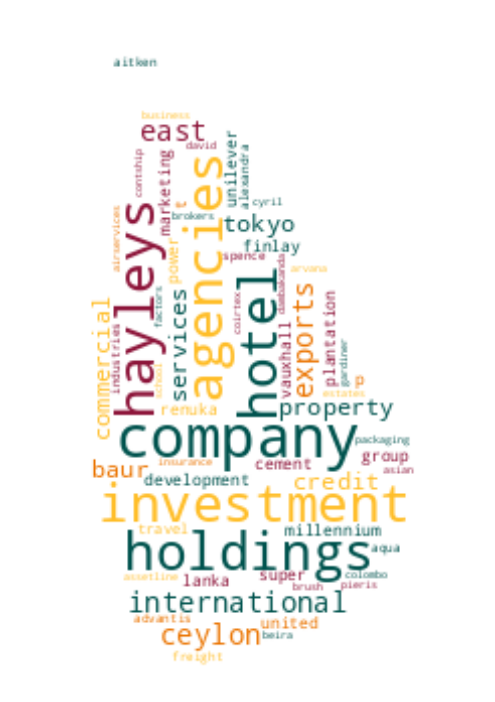 aitken
business
east
david
contship
marketing
unilever
alexandra
hayleys
agencies
e
cyril
brokers
tokyo
airservices
power
finlay
spence
arvana
dambakanda
hotel
services
factors
coirtex
exports
vauxhall
plantation
gardiner
commercial
industries
school
p
estates
renuka
property
company
packaging
group
asian
baur
insurance
cement
development
credit
investment
travel
millennium
holdings
aqua
assetline
lanka
super
colombo
brush
pieris
international
advantis
united
ceylon
beira
freight